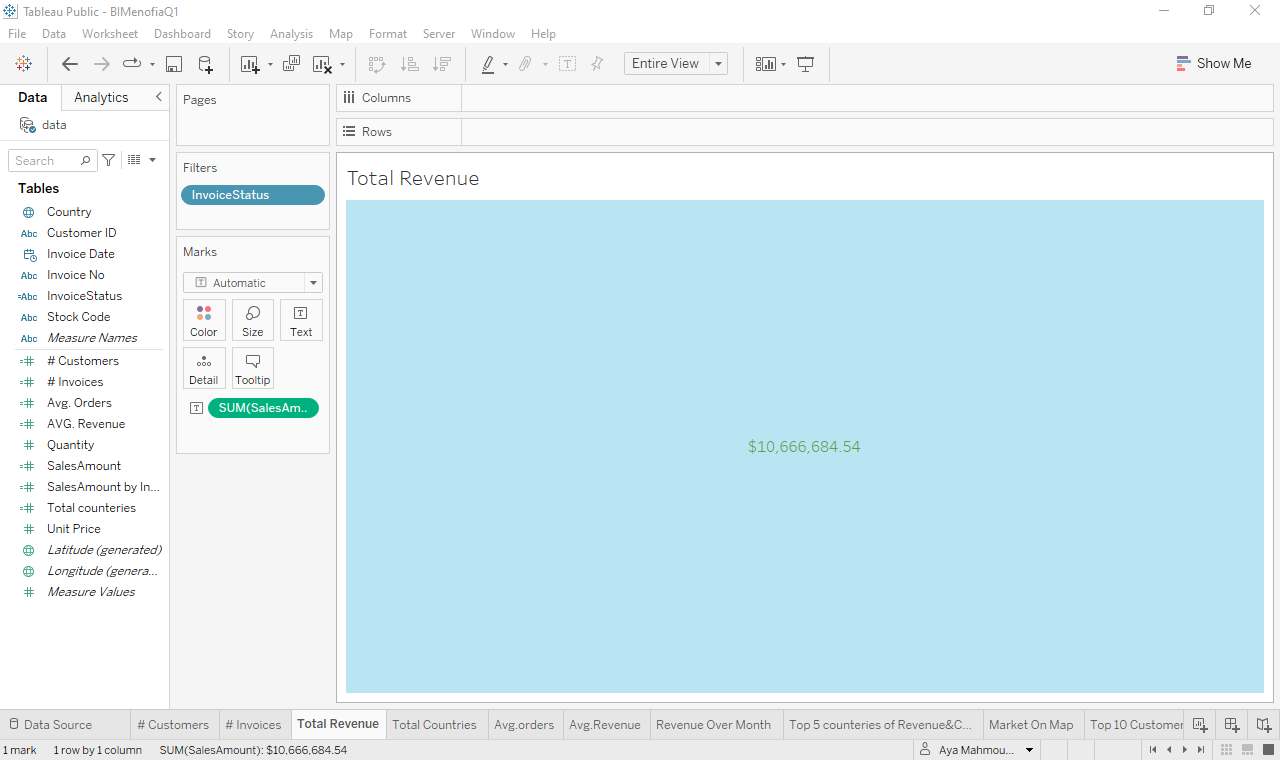 Tableau Public - BIMenofiaQ1
File Data Worksheet Dashboard Story Analysis Map Format Server Window Help
Entire View
Show Me
Data Analytics
data
Search
Tables
Country
Abc Customer ID
Invoice Date
Abc Invoice No
=Abc InvoiceStatus
Abc Stock Code
Abc Measure Names
=# # Customers
=# # Invoices
=# Avg. Orders
=# AVG. Revenue
# Quantity
=# SalesAmount
=# SalesAmount by In...
=# Total counteries
# Unit Price
Latitude (generated)
Longitude (genera...
# Measure Values
Pages
Filters
InvoiceStatus
Marks
T Automatic
Color Size T Text
Detail Tooltip
T SUM(SalesAm..
Columns
Rows
Total Revenue
$10,666,684.54
Data Source # Customers # Invoices Total Revenue Total Countries Avg.orders Avg.Revenue Revenue Over Month Top 5 counteries of Revenue&C... Market On Map Top 10 Customer
1 mark 1 row by 1 column SUM(SalesAmount): $10,666,684.54 Aya Mahmou...